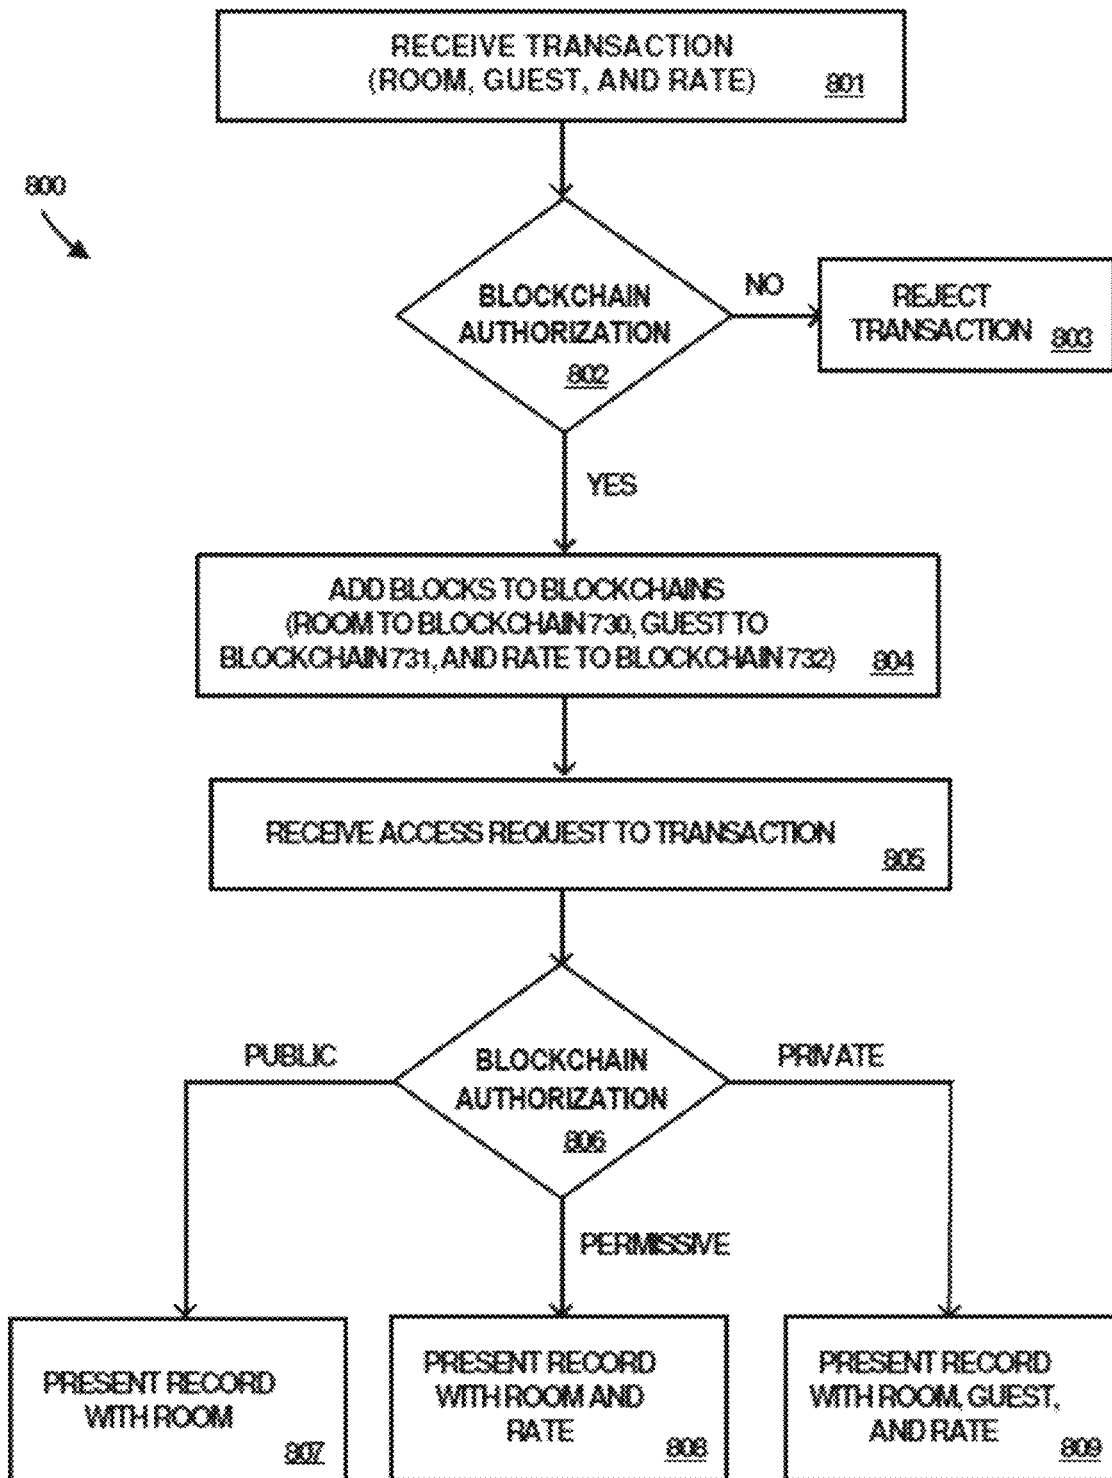 RECEIVE TRANSACTION
(ROOM, GUEST, AND RATE) 801
800
BLOCKCHAIN
AUTHORIZATION
802
NO
REJECT
TRANSACTION 803
YES
ADD BLOCKS TO BLOCKCHAINS
(ROOM TO BLOCKCHAIN 730, GUEST TO
BLOCKCHAIN 731, AND RATE TO BLOCKCHAIN 732) 804
RECEIVE ACCESS REQUEST TO TRANSACTION
805
PUBLIC
BLOCKCHAIN
AUTHORIZATION
806
PRIVATE
PERMISSIVE
PRESENT RECORD
WITH ROOM
807
PRESENT RECORD
WITH ROOM AND
RATE 808
PRESENT RECORD
WITH ROOM, GUEST,
AND RATE 809